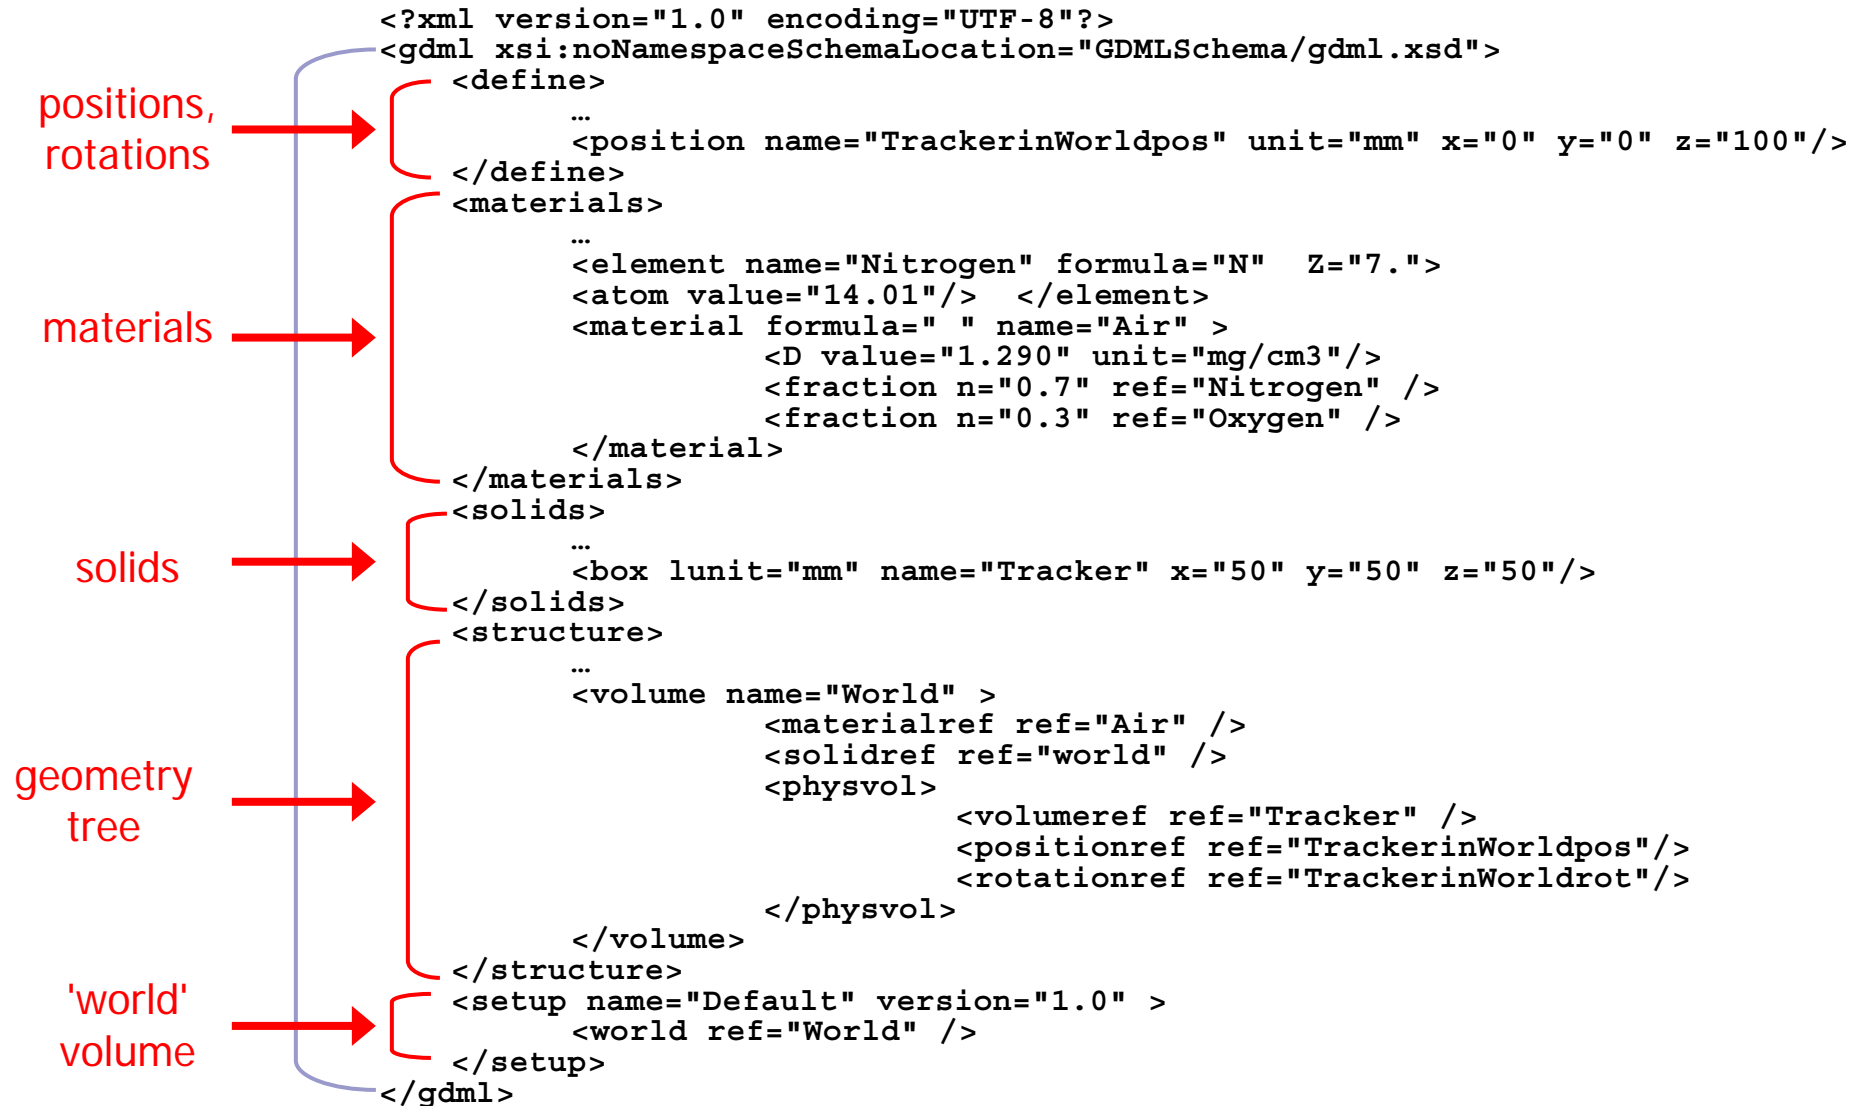 <?xml version="1.0" encoding="UTF-8"?>
<gdml xsi:noNamespaceSchemaLocation="GDMLSchema/gdml.xsd">
positions,
rotations
<define>
…
<position name="TrackerinWorldpos" unit="mm" x="0" y="0" z="100"/>
</define>
materials
<materials>
…
<element name="Nitrogen" formula="N"  Z="7.">
<atom value="14.01"/>  </element>
<material formula=" " name="Air" >
<D value="1.290" unit="mg/cm3"/>
<fraction n="0.7" ref="Nitrogen" />
<fraction n="0.3" ref="Oxygen" />
</material>
</materials>
solids
<solids>
…
<box lunit="mm" name="Tracker" x="50" y="50" z="50"/>
</solids>
geometry
tree
<structure>
…
<volume name="World" >
<materialref ref="Air" />
<solidref ref="world" />
<physvol>
<volumeref ref="Tracker" />
<positionref ref="TrackerinWorldpos"/>
<rotationref ref="TrackerinWorldrot"/>
</physvol>
</volume>
</structure>
'world'
volume
<setup name="Default" version="1.0" >
<world ref="World" />
</setup>
</gdml>